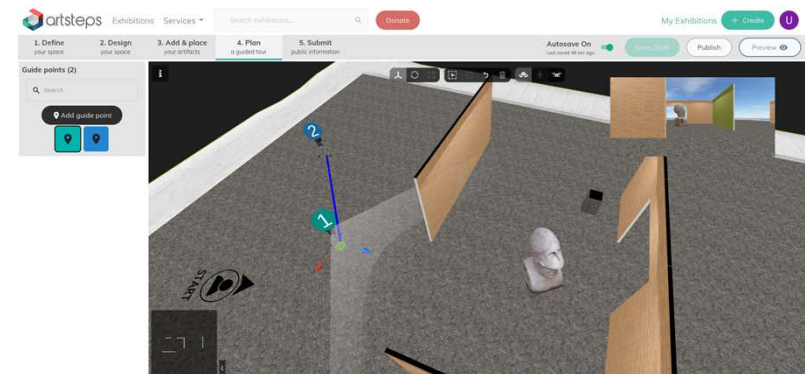 artsteps Exhibitions Services Search exhibitions... Donate My Exhibitions + Create U
1. Define
your space
2. Design
your space
3. Add & place
your artifacts
4. Plan
a guided tour
5. Submit
public information
Autosave On
Last saved 46 sec ago
Save Draft
Publish
Preview
Guide points (2)
Search
Add guide point
i
2
1
START